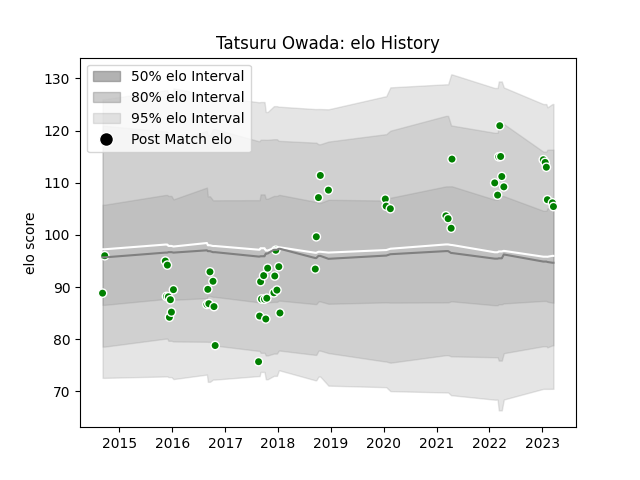 Tatsuru Owada: elo History
50% elo Interval
80% elo Interval
95% elo Interval
Post Match elo
elo score
130
120
110
100
90
80
70
2015 2016 2017 2018 2019 2020 2021 2022 2023